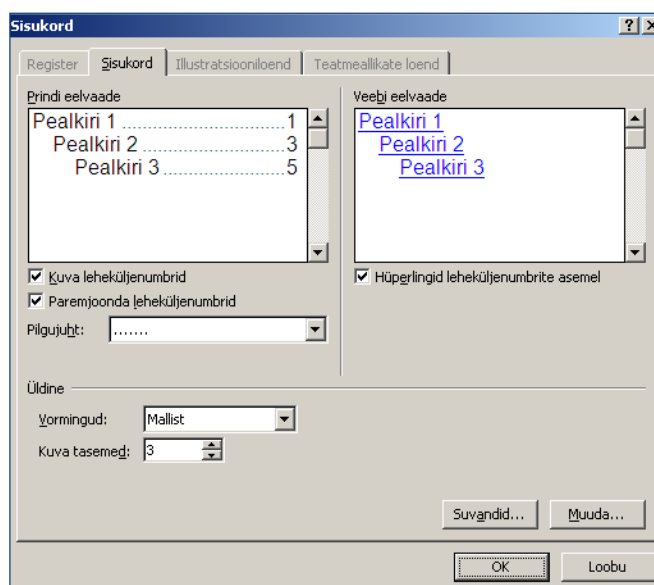 Sisukord
Register
Sisukord
Illustratsiooniloend
Teatmeallikate loend
Prindi eelvaade
Pealkiri 1 ............................ 1
Pealkiri 2 ........................ 3
Pealkiri 3 .................... 5
Veebi eelvaade
Pealkiri 1
Pealkiri 2
Pealkiri 3
Kuva leheküljenumbrid
Paremjoonda leheküljenumbrid
Pilgujuht: .......
Hüperlingid leheküljenumbrite asemel
Üldine
Vormingud: Mallist
Kuva tasemed: 3
Suvandid... Muuda...
OK Loobu